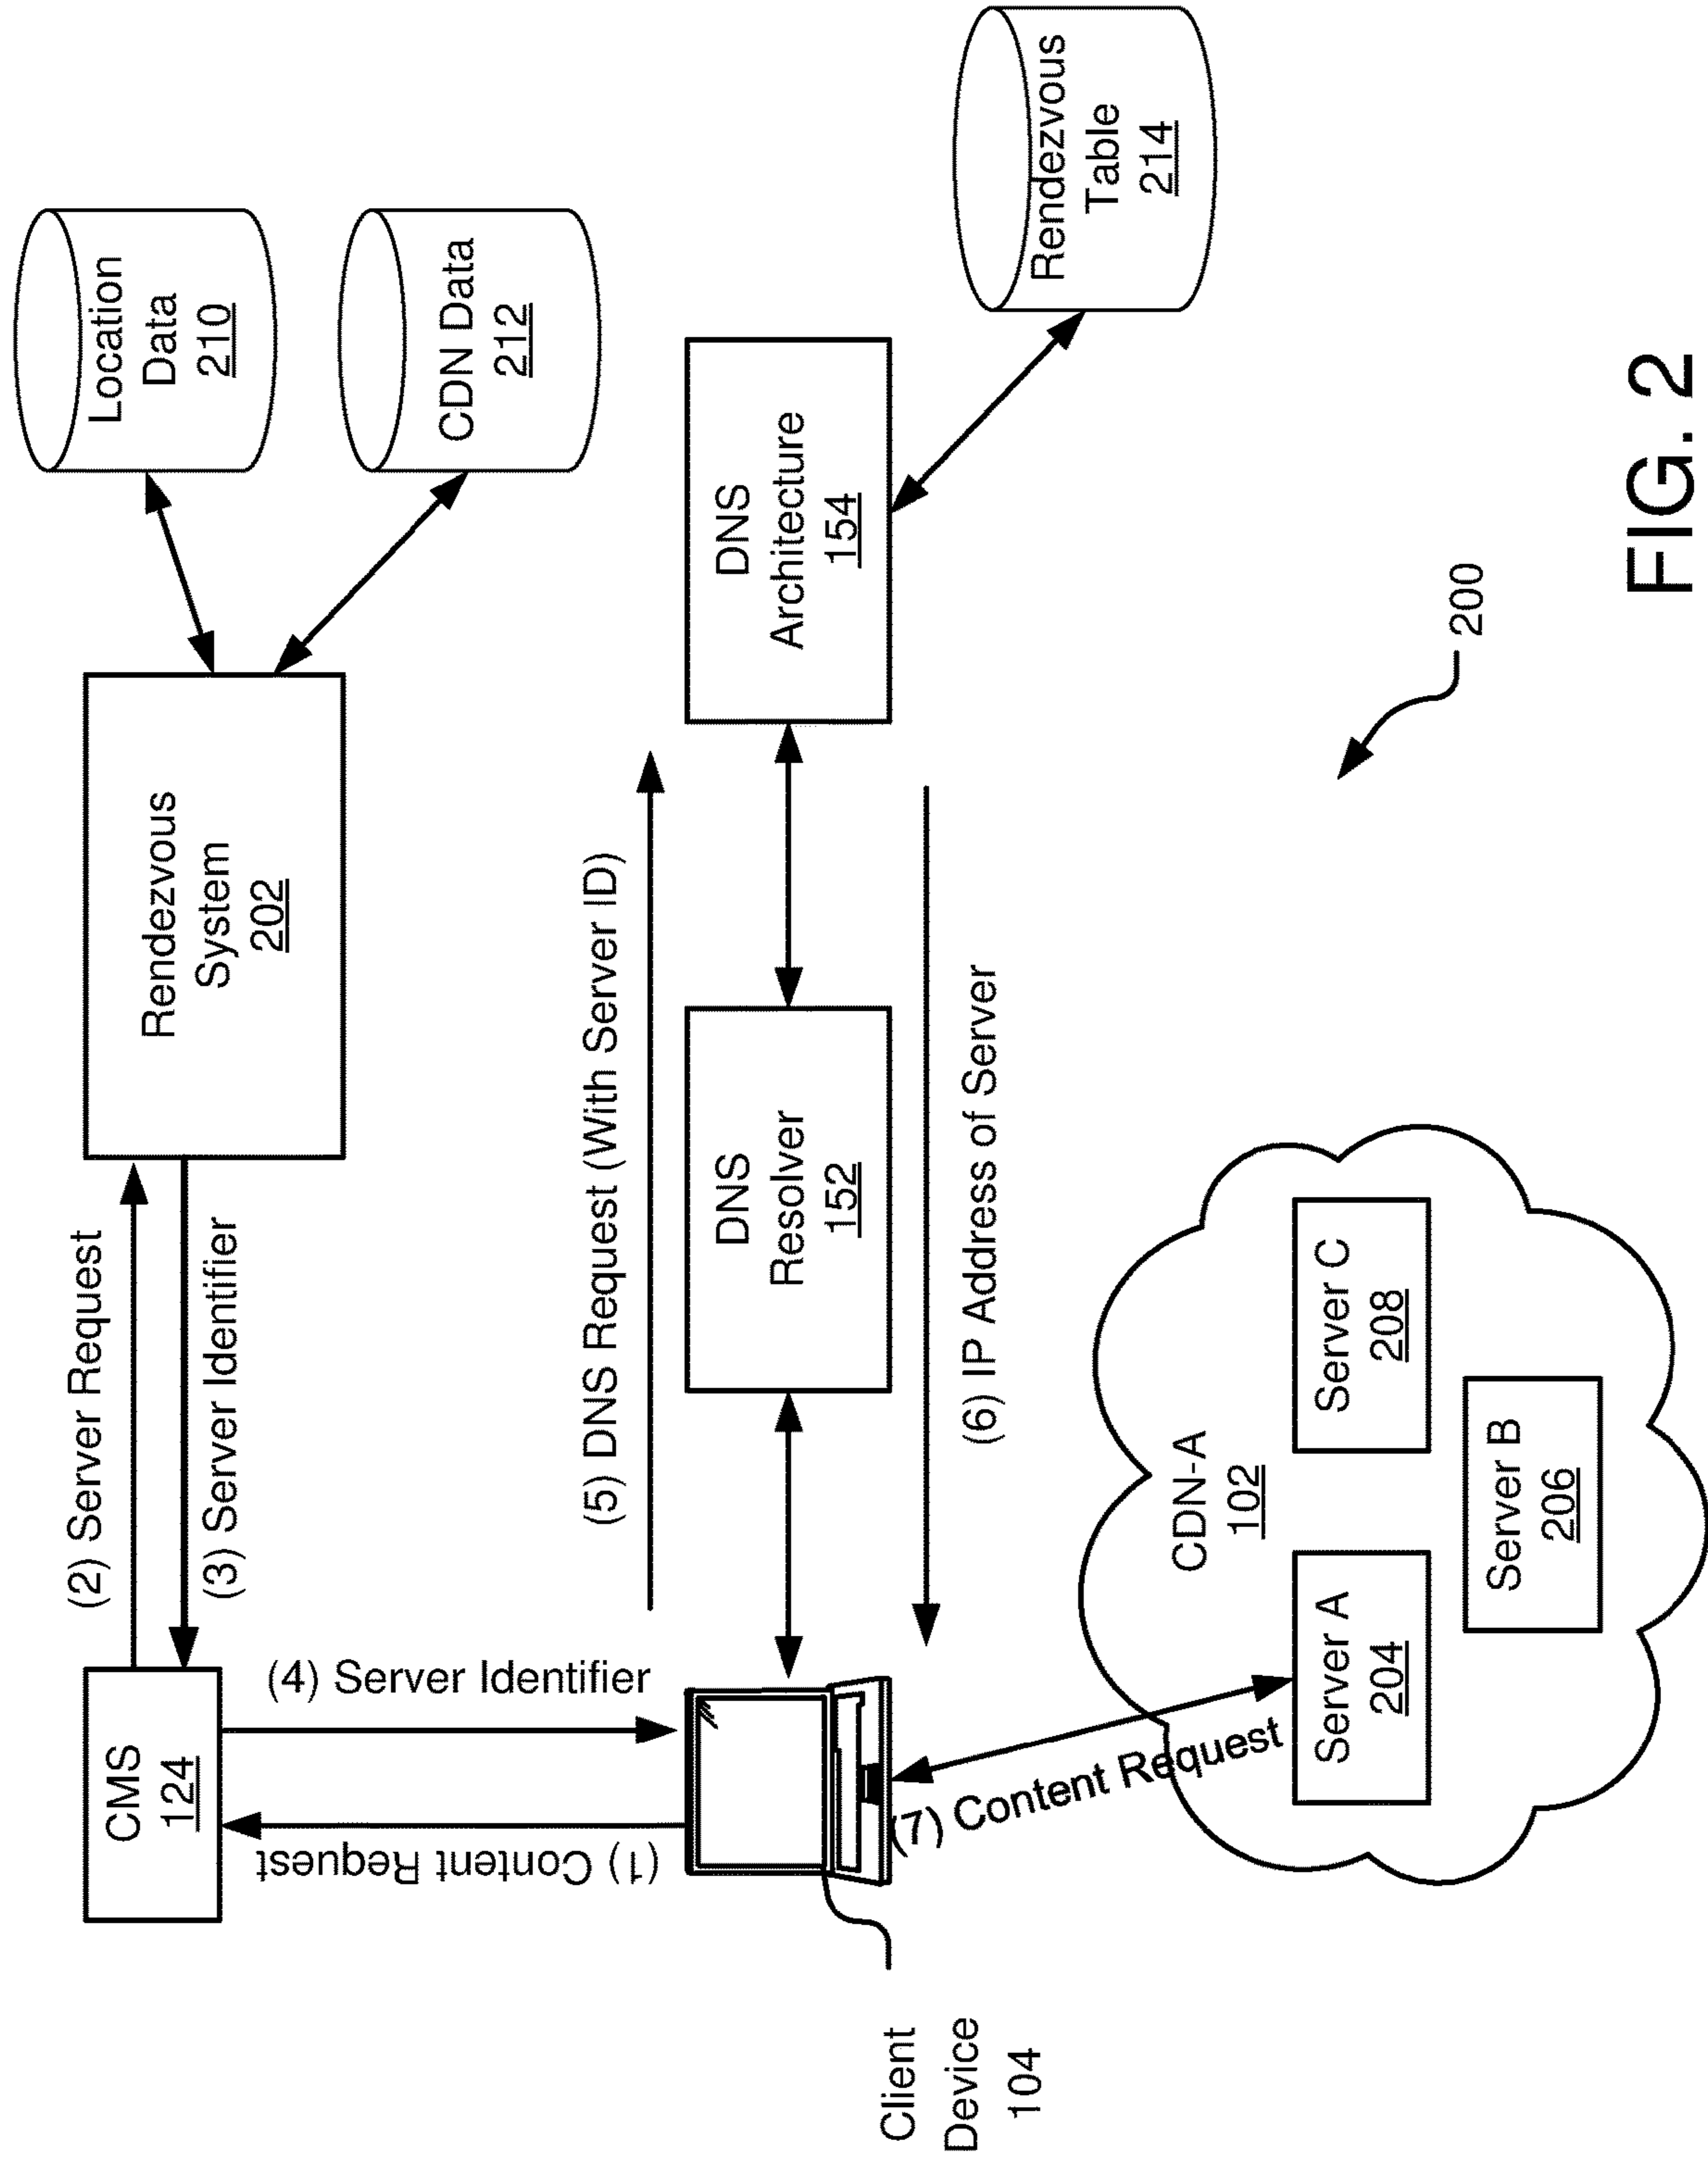 Location
Data
210
CDN Data
212
Rendezvous
System
202
(2) Server Request
(3) Server Identifier
CMS
124
(4) Server Identifier
(1) Content Request
(5) DNS Request (With Server ID)
DNS
Architecture
154
DNS
Resolver
152
Rendezvous
Table
214
(6) IP Address of Server
Client
Device
104
(7) Content Request
CDN-A
102
Server A
204
Server B
206
Server C
208
200
FIG. 2